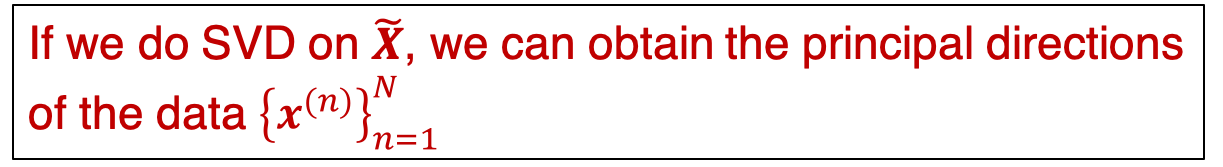 If we do SVD on X̃, we can obtain the principal directions
of the data {x⁽ⁿ⁾}ᴺₙ₌₁